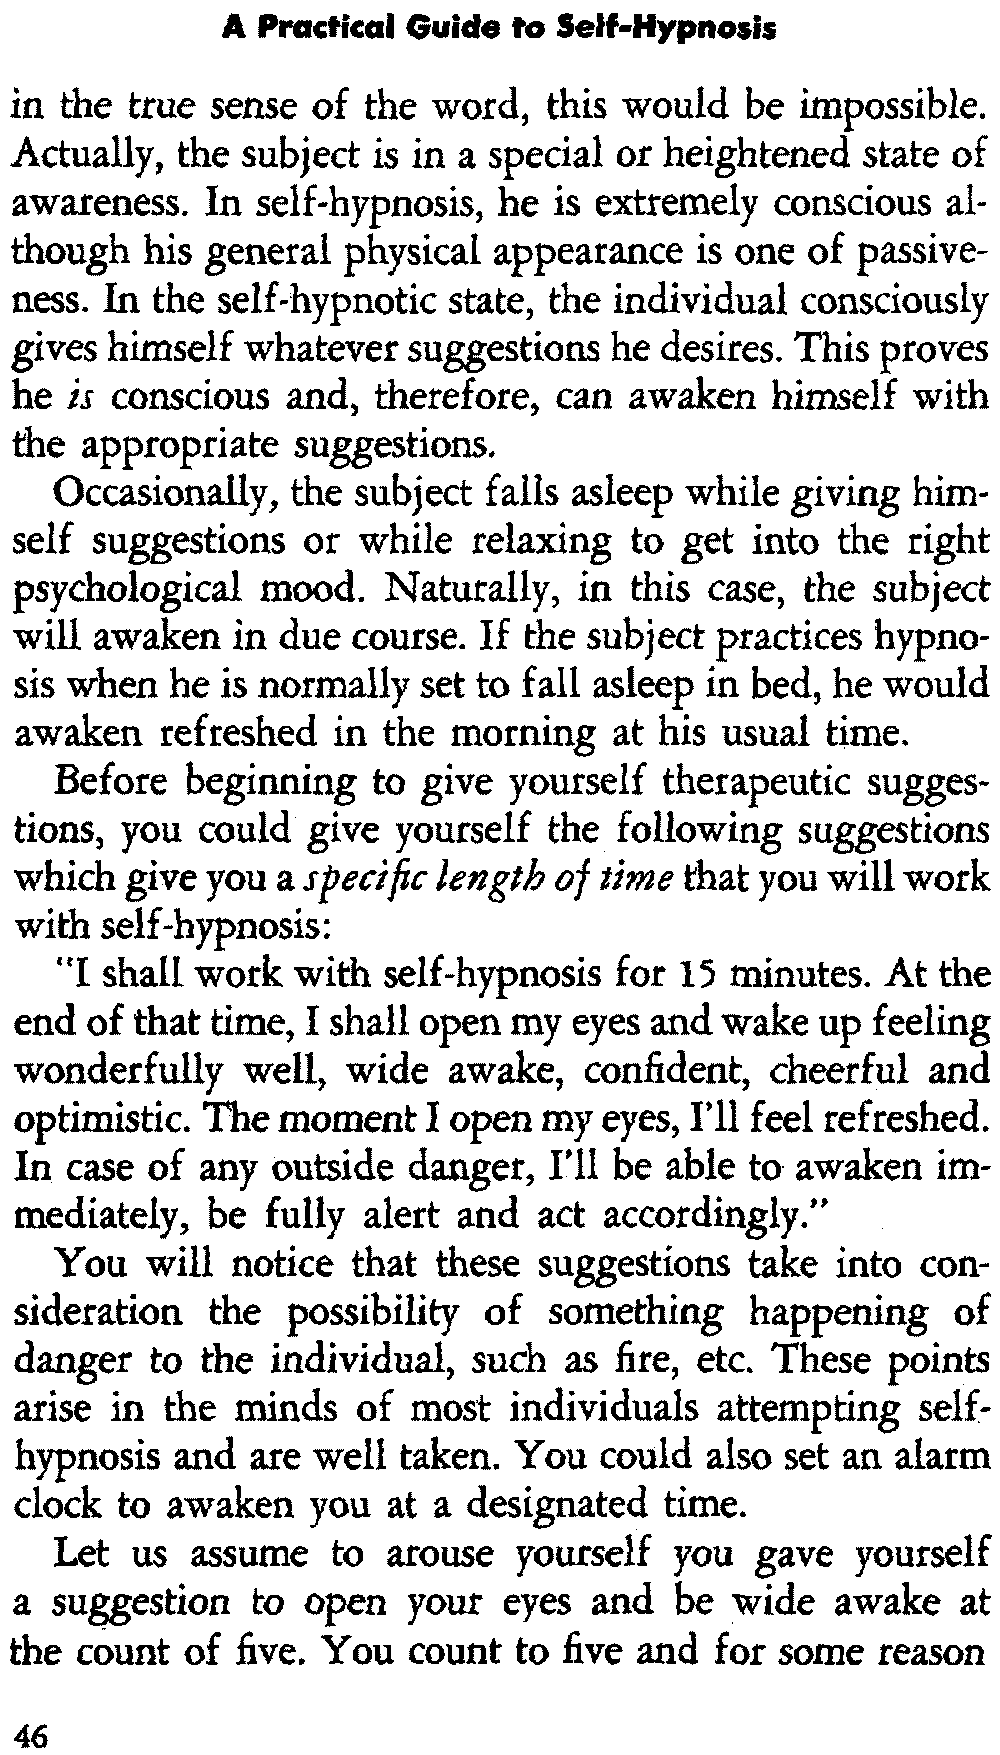 A Practical Guide to Self-Hypnosis
in the true sense of the word, this would be impossible.
Actually, the subject is in a special or heightened state of
awareness. In self-hypnosis, he is extremely conscious al-
though his general physical appearance is one of passive-
ness. In the self-hypnotic state, the individual consciously
gives himself whatever suggestions he desires. This proves
he is conscious and, therefore, can awaken himself with
the appropriate suggestions.
Occasionally, the subject falls asleep while giving him-
self suggestions or while relaxing to get into the right
psychological mood. Naturally, in this case, the subject
will awaken in due course. If the subject practices hypno-
sis when he is normally set to fall asleep in bed, he would
awaken refreshed in the morning at his usual time.
Before beginning to give yourself therapeutic sugges-
tions, you could give yourself the following suggestions
which give you a specific length of time that you will work
with self-hypnosis:
"I shall work with self-hypnosis for 15 minutes. At the
end of that time, I shall open my eyes and wake up feeling
wonderfully well, wide awake, confident, cheerful and
optimistic. The moment I open my eyes, I'll feel refreshed.
In case of any outside danger, I'll be able to awaken im-
mediately, be fully alert and act accordingly."
You will notice that these suggestions take into con-
sideration the possibility of something happening of
danger to the individual, such as fire, etc. These points
arise in the minds of most individuals attempting self-
hypnosis and are well taken. You could also set an alarm
clock to awaken you at a designated time.
Let us assume to arouse yourself you gave yourself
a suggestion to open your eyes and be wide awake at
the count of five. You count to five and for some reason
46